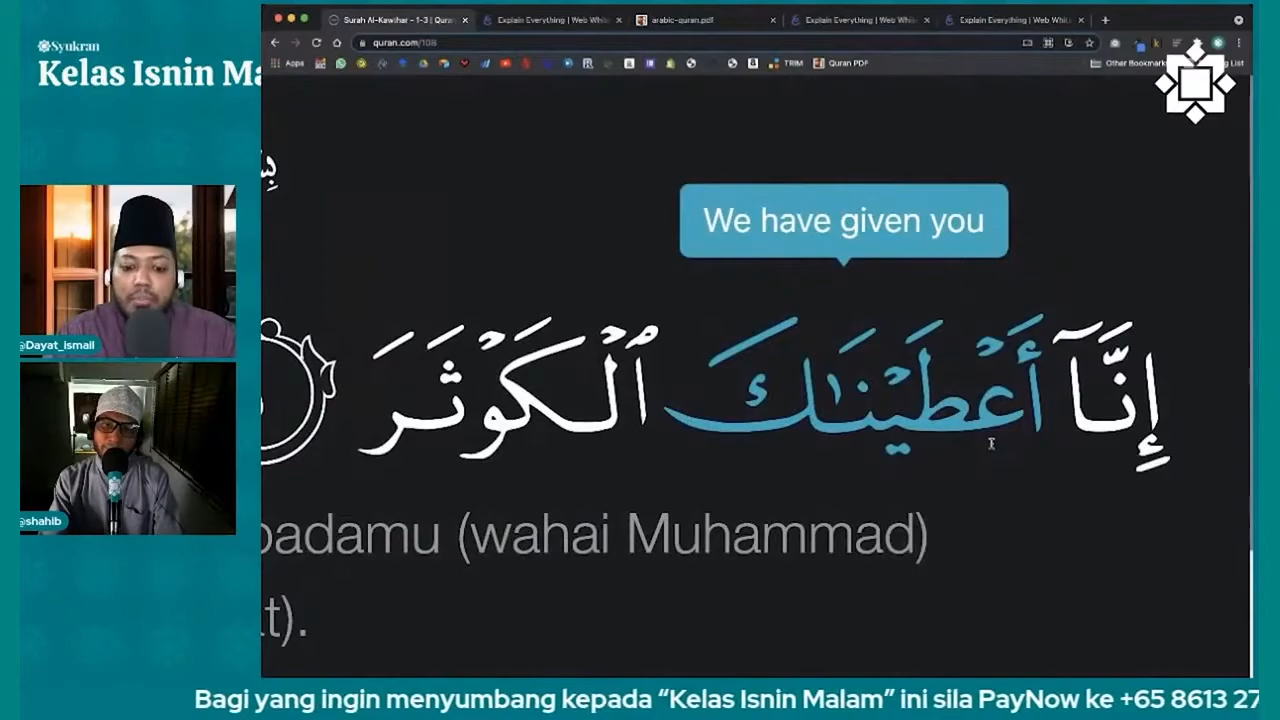 Syukran
Kelas Isnin Ma
@Dayat_ismail
@shahib
Surah Al-Kawthar - 1-3 | Qura
Explain Everything | Web Whit
arabic-quran.pdf
Explain Everything | Web Whit
Explain Everything | Web Whit
quran.com/108
Apps
TRIM
Quran PDF
Other Bookmark
g List
We have given you
إِنَّآ أَعْطَيْنَـٰكَ ٱلْكَوْثَرَ
padamu (wahai Muhammad)
t).
Bagi yang ingin menyumbang kepada “Kelas Isnin Malam” ini sila PayNow ke +65 8613 27